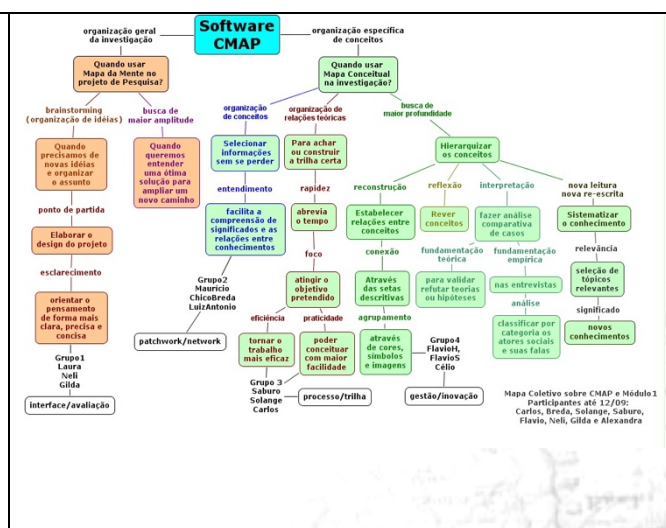 Software
CMAP
organização geral
da investigação
organização específica
de conceitos
Quando usar
Mapa da Mente no
projeto de Pesquisa?
Quando usar
Mapa Conceitual
na investigação?
brainstorming
(organização de idéias)
busca de
maior amplitude
organização
de conceitos
organização de
relações teóricas
busca de
maior profundidade
Quando
precisamos de
novas idéias
e organizar
o assunto
Quando
queremos
entender
uma ótima
solução para
ampliar um
novo caminho
Selecionar
informações
sem se perder
Para achar
ou construir
a trilha certa
Hierarquizar
os conceitos
ponto de partida
entendimento
rapidez
reconstrução
reflexão
interpretação
nova leitura
nova re-escrita
Elaborar o
design do projeto
facilita a
compreensão de
significados e as
relações entre
conhecimentos
abrevia
o tempo
Estabelecer
relações entre
conceitos
Rever
conceitos
fazer análise
comparativa
de casos
Sistematizar
o conhecimento
esclarecimento
foco
conexão
fundamentação
teórica
fundamentação
empírica
relevância
orientar o
pensamento
de forma mais
clara, precisa e
concisa
Grupo2
Mauricio
ChicoBreda
LuizAntonio
atingir o
objetivo
pretendido
Através
das setas
descritivas
para validar
refutar teorias
ou hipóteses
nas entrevistas
seleção de
tópicos
relevantes
patchwork/network
eficiência
praticidade
agrupamento
análise
significado
tornar o
trabalho
mais eficaz
poder
conceituar
com maior
facilidade
através
de cores,
símbolos
e imagens
classificar por
categoria os
atores sociais
e suas falas
novos
conhecimentos
Grupo1
Laura
Neli
Gilda
Grupo 3
Saburo
Solange
Carlos
Grupo4
FlavioH,
FlavioS
Célio
interface/avaliação
processo/trilha
gestão/inovação
Mapa Coletivo sobre CMAP e Módulo1
Participantes até 12/09:
Carlos, Breda, Solange, Saburo,
Flavio, Neli, Gilda e Alexandra